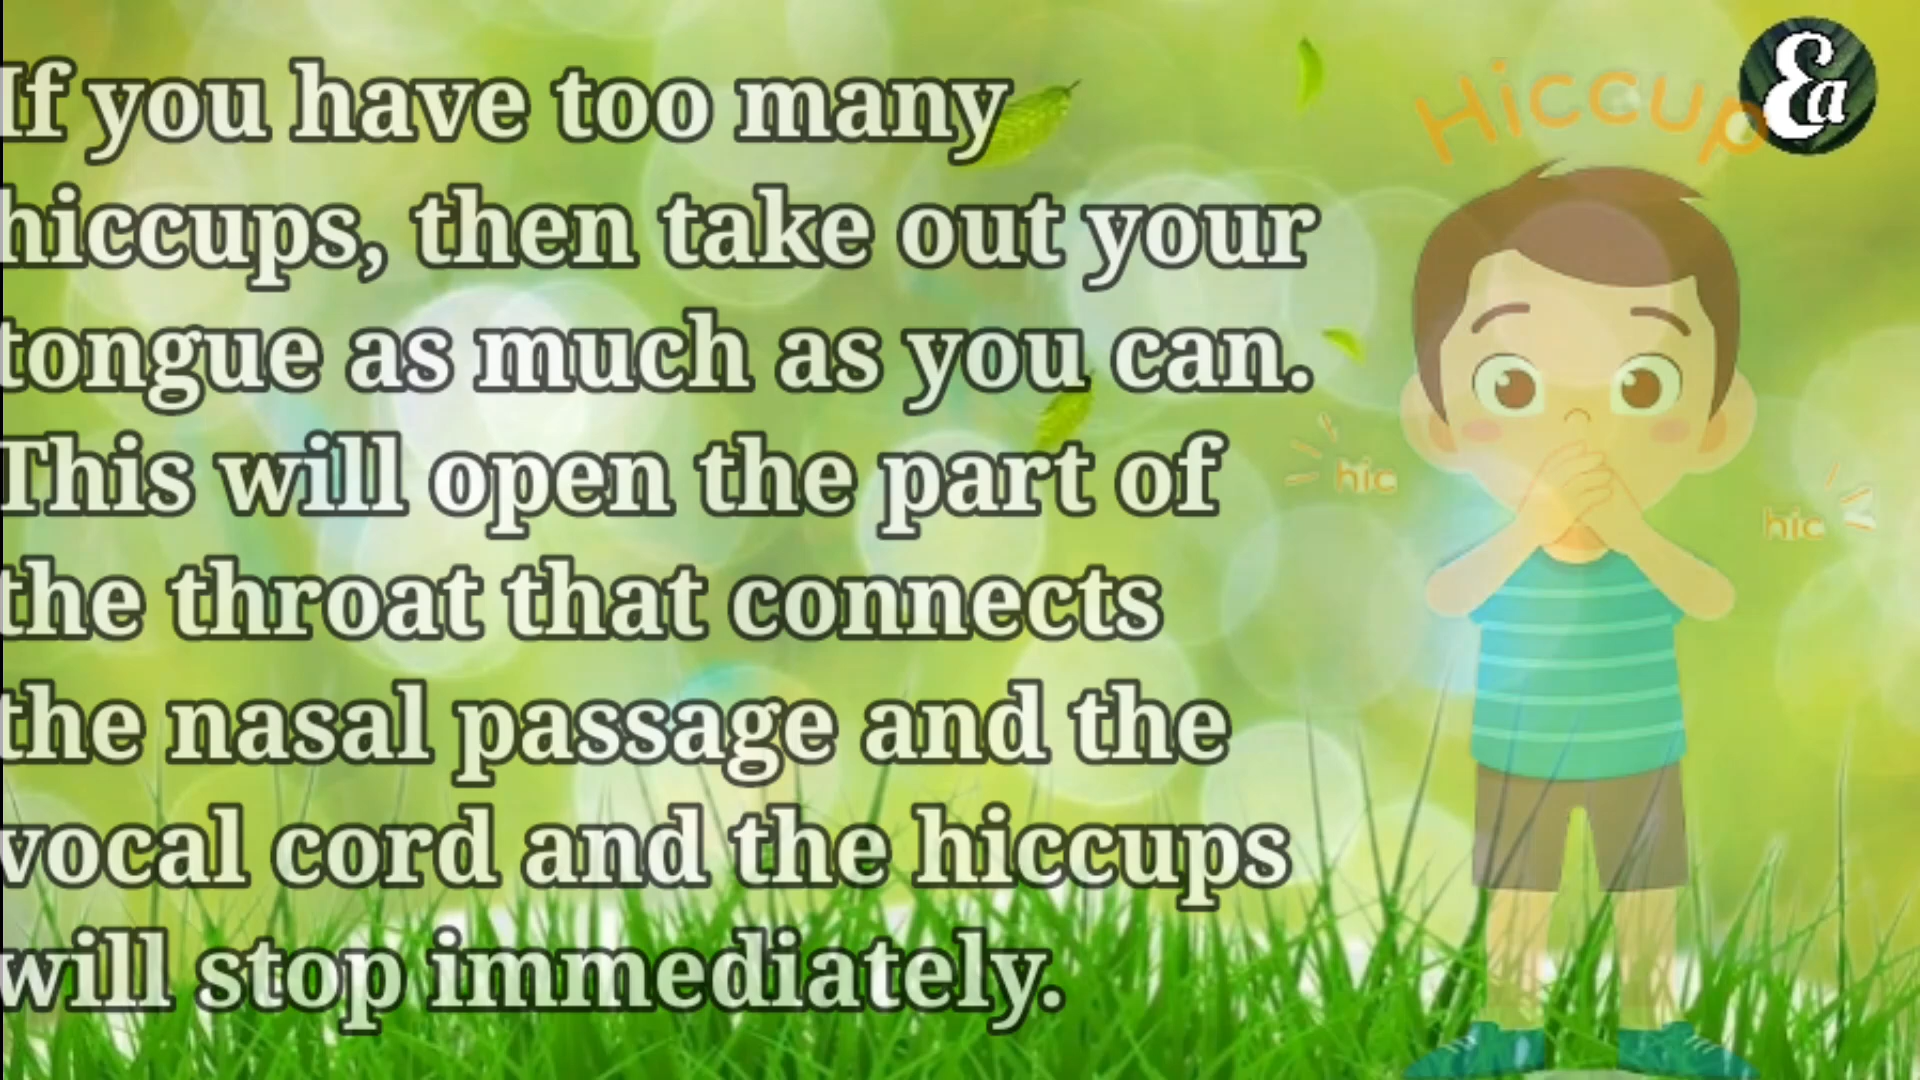 If you have too many
hiccups, then take out your
tongue as much as you can.
This will open the part of
the throat that connects
the nasal passage and the
vocal cord and the hiccups
will stop immediately.
Hiccup
Ea
hic
hic